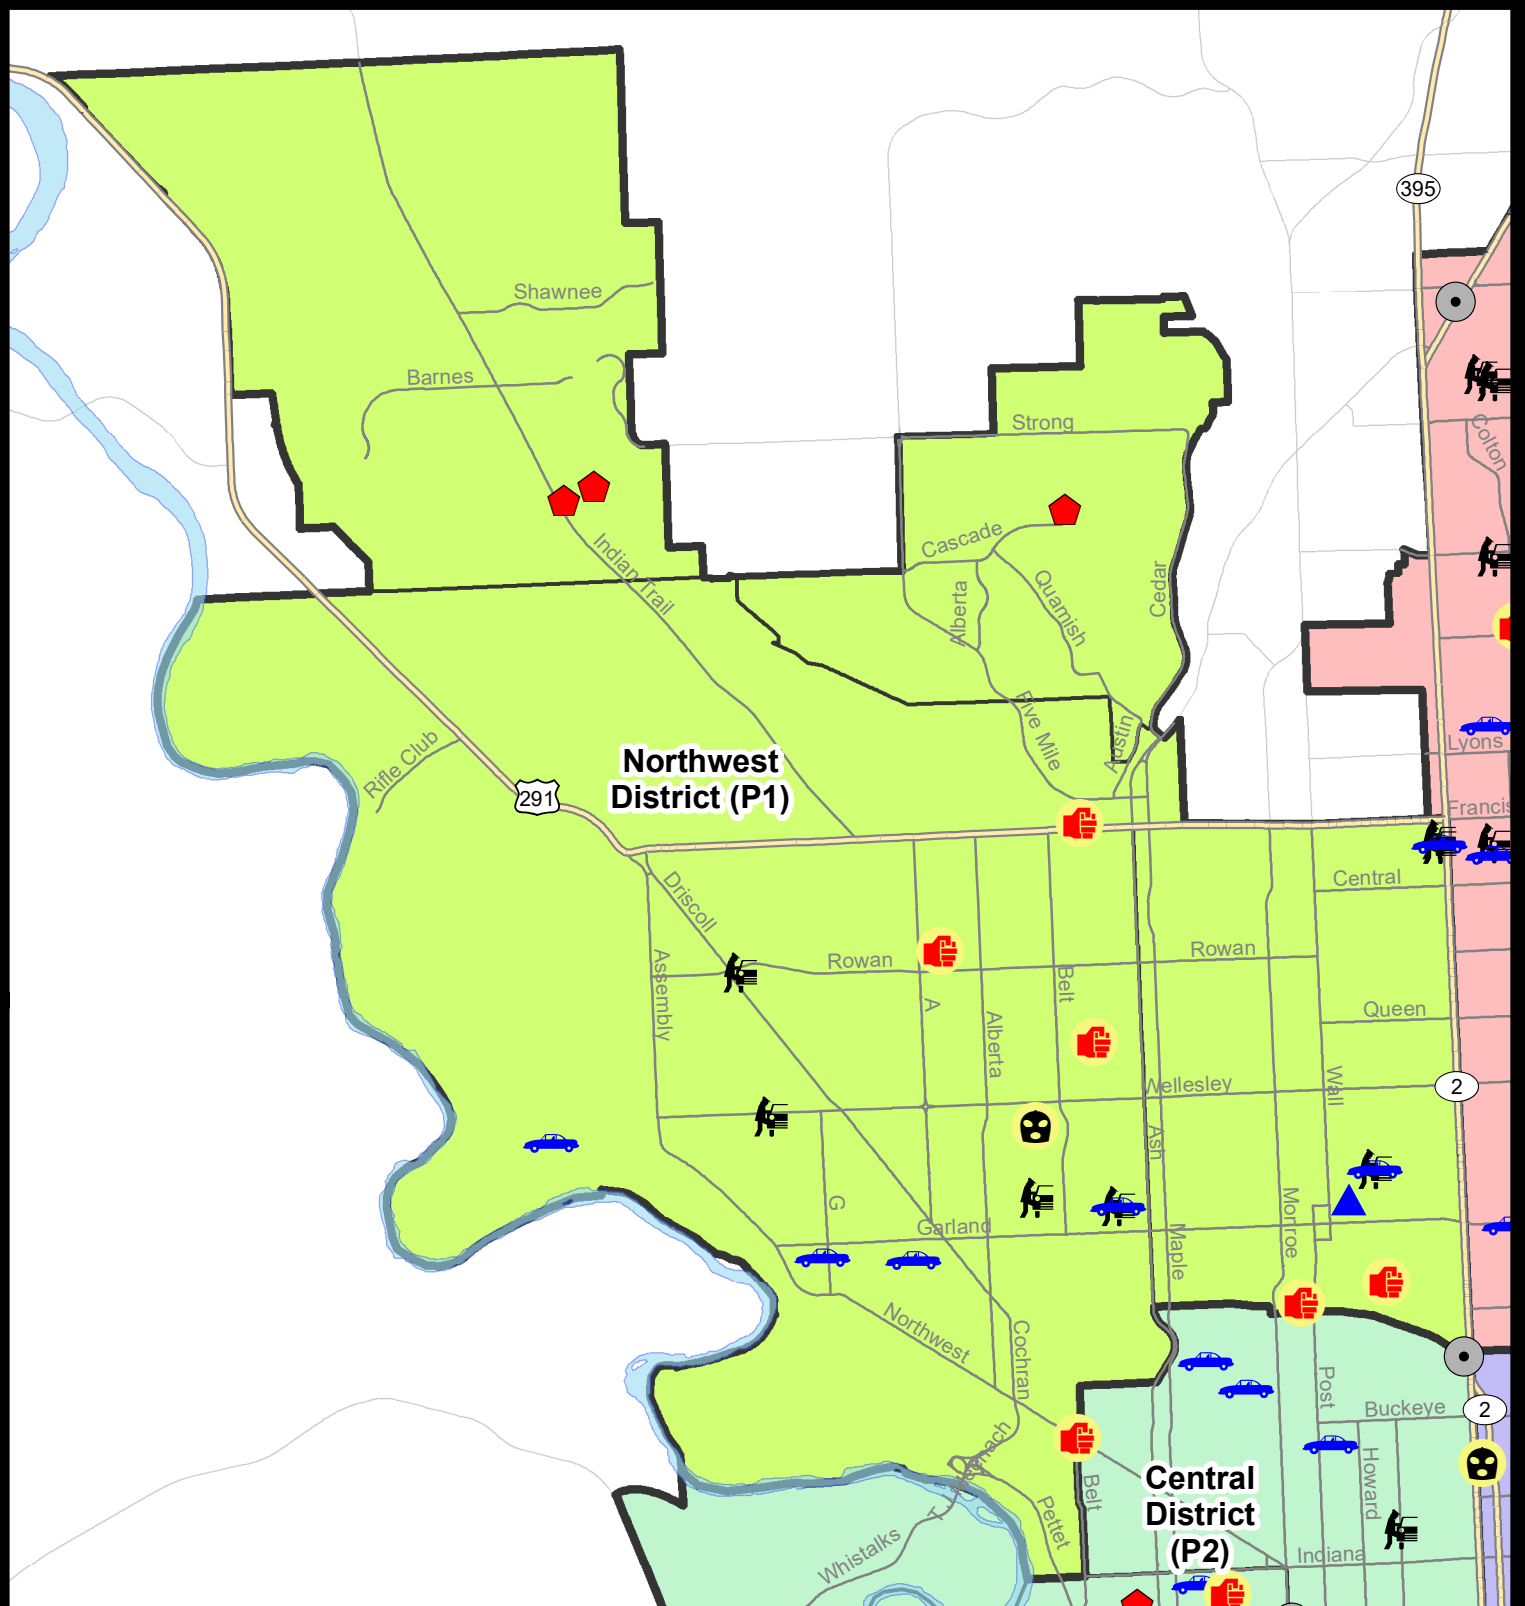 395
Shawnee
Barnes
Strong
Colton
Cascade
Indian Trail
Alberta
Quamish
Cedar
Five Mile
Austin
Rifle Club
Northwest
District (P1)
291
Lyons
Francis
Driscoll
Central
Assembly
Rowan
Rowan
Belt
A
Alberta
Queen
Wall
Wellesley
2
Ash
G
Garland
Maple
Monroe
Northwest
Cochran
Post
Buckeye
2
Howard
Belt
Central
District
(P2)
Pettet
Whistalks
Indiana